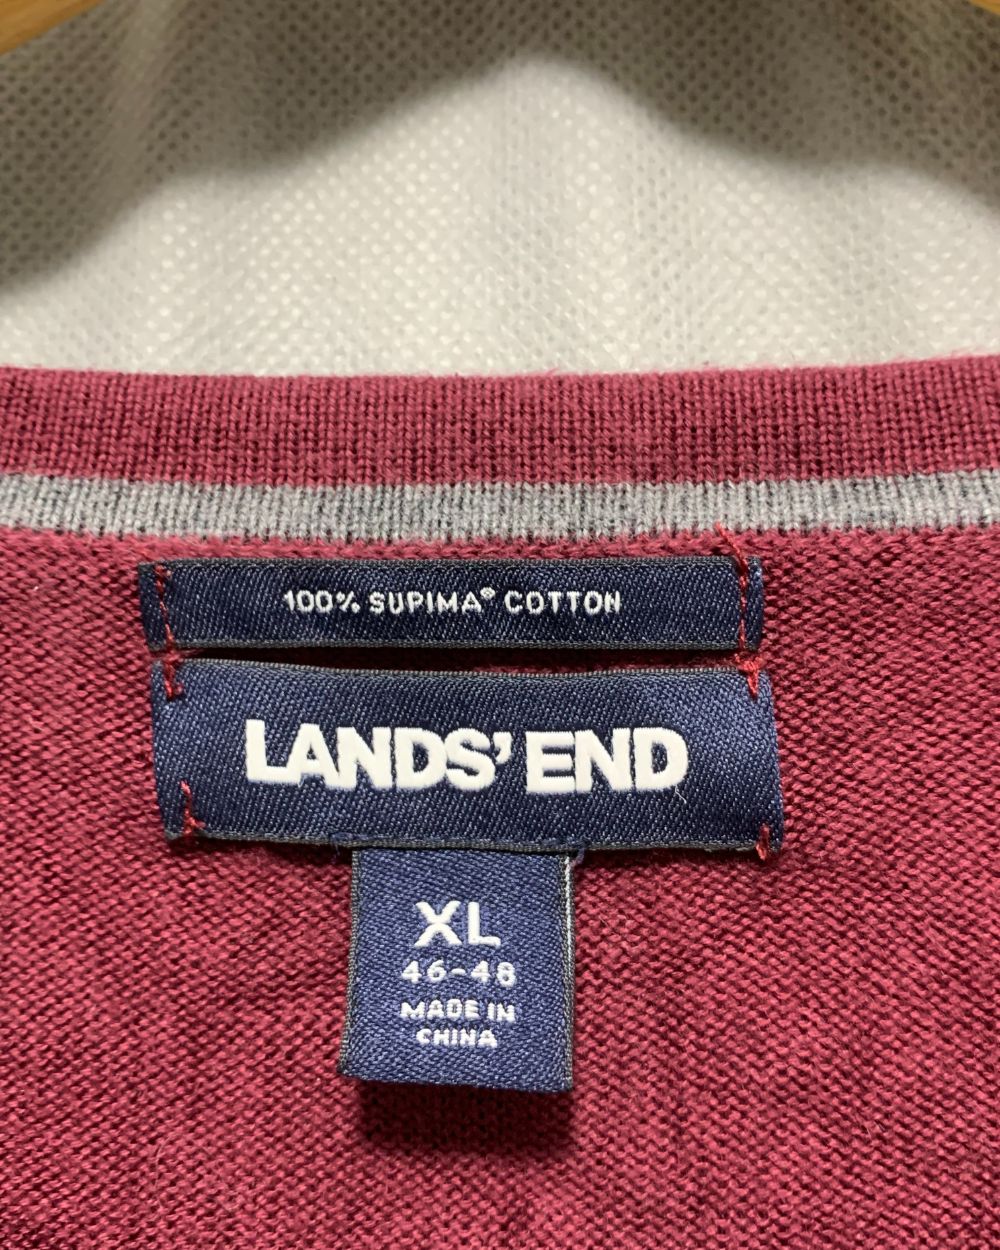 100% SUPIMA® COTTON
LANDS' END
XL
46-48
MADE IN
CHINA